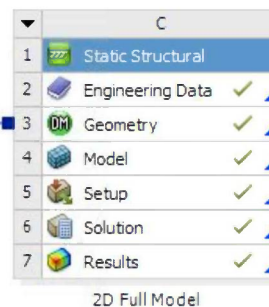 C
1 Static Structural
2 Engineering Data
3 DM Geometry
4 Model
5 Setup
6 Solution
7 Results
2D Full Model